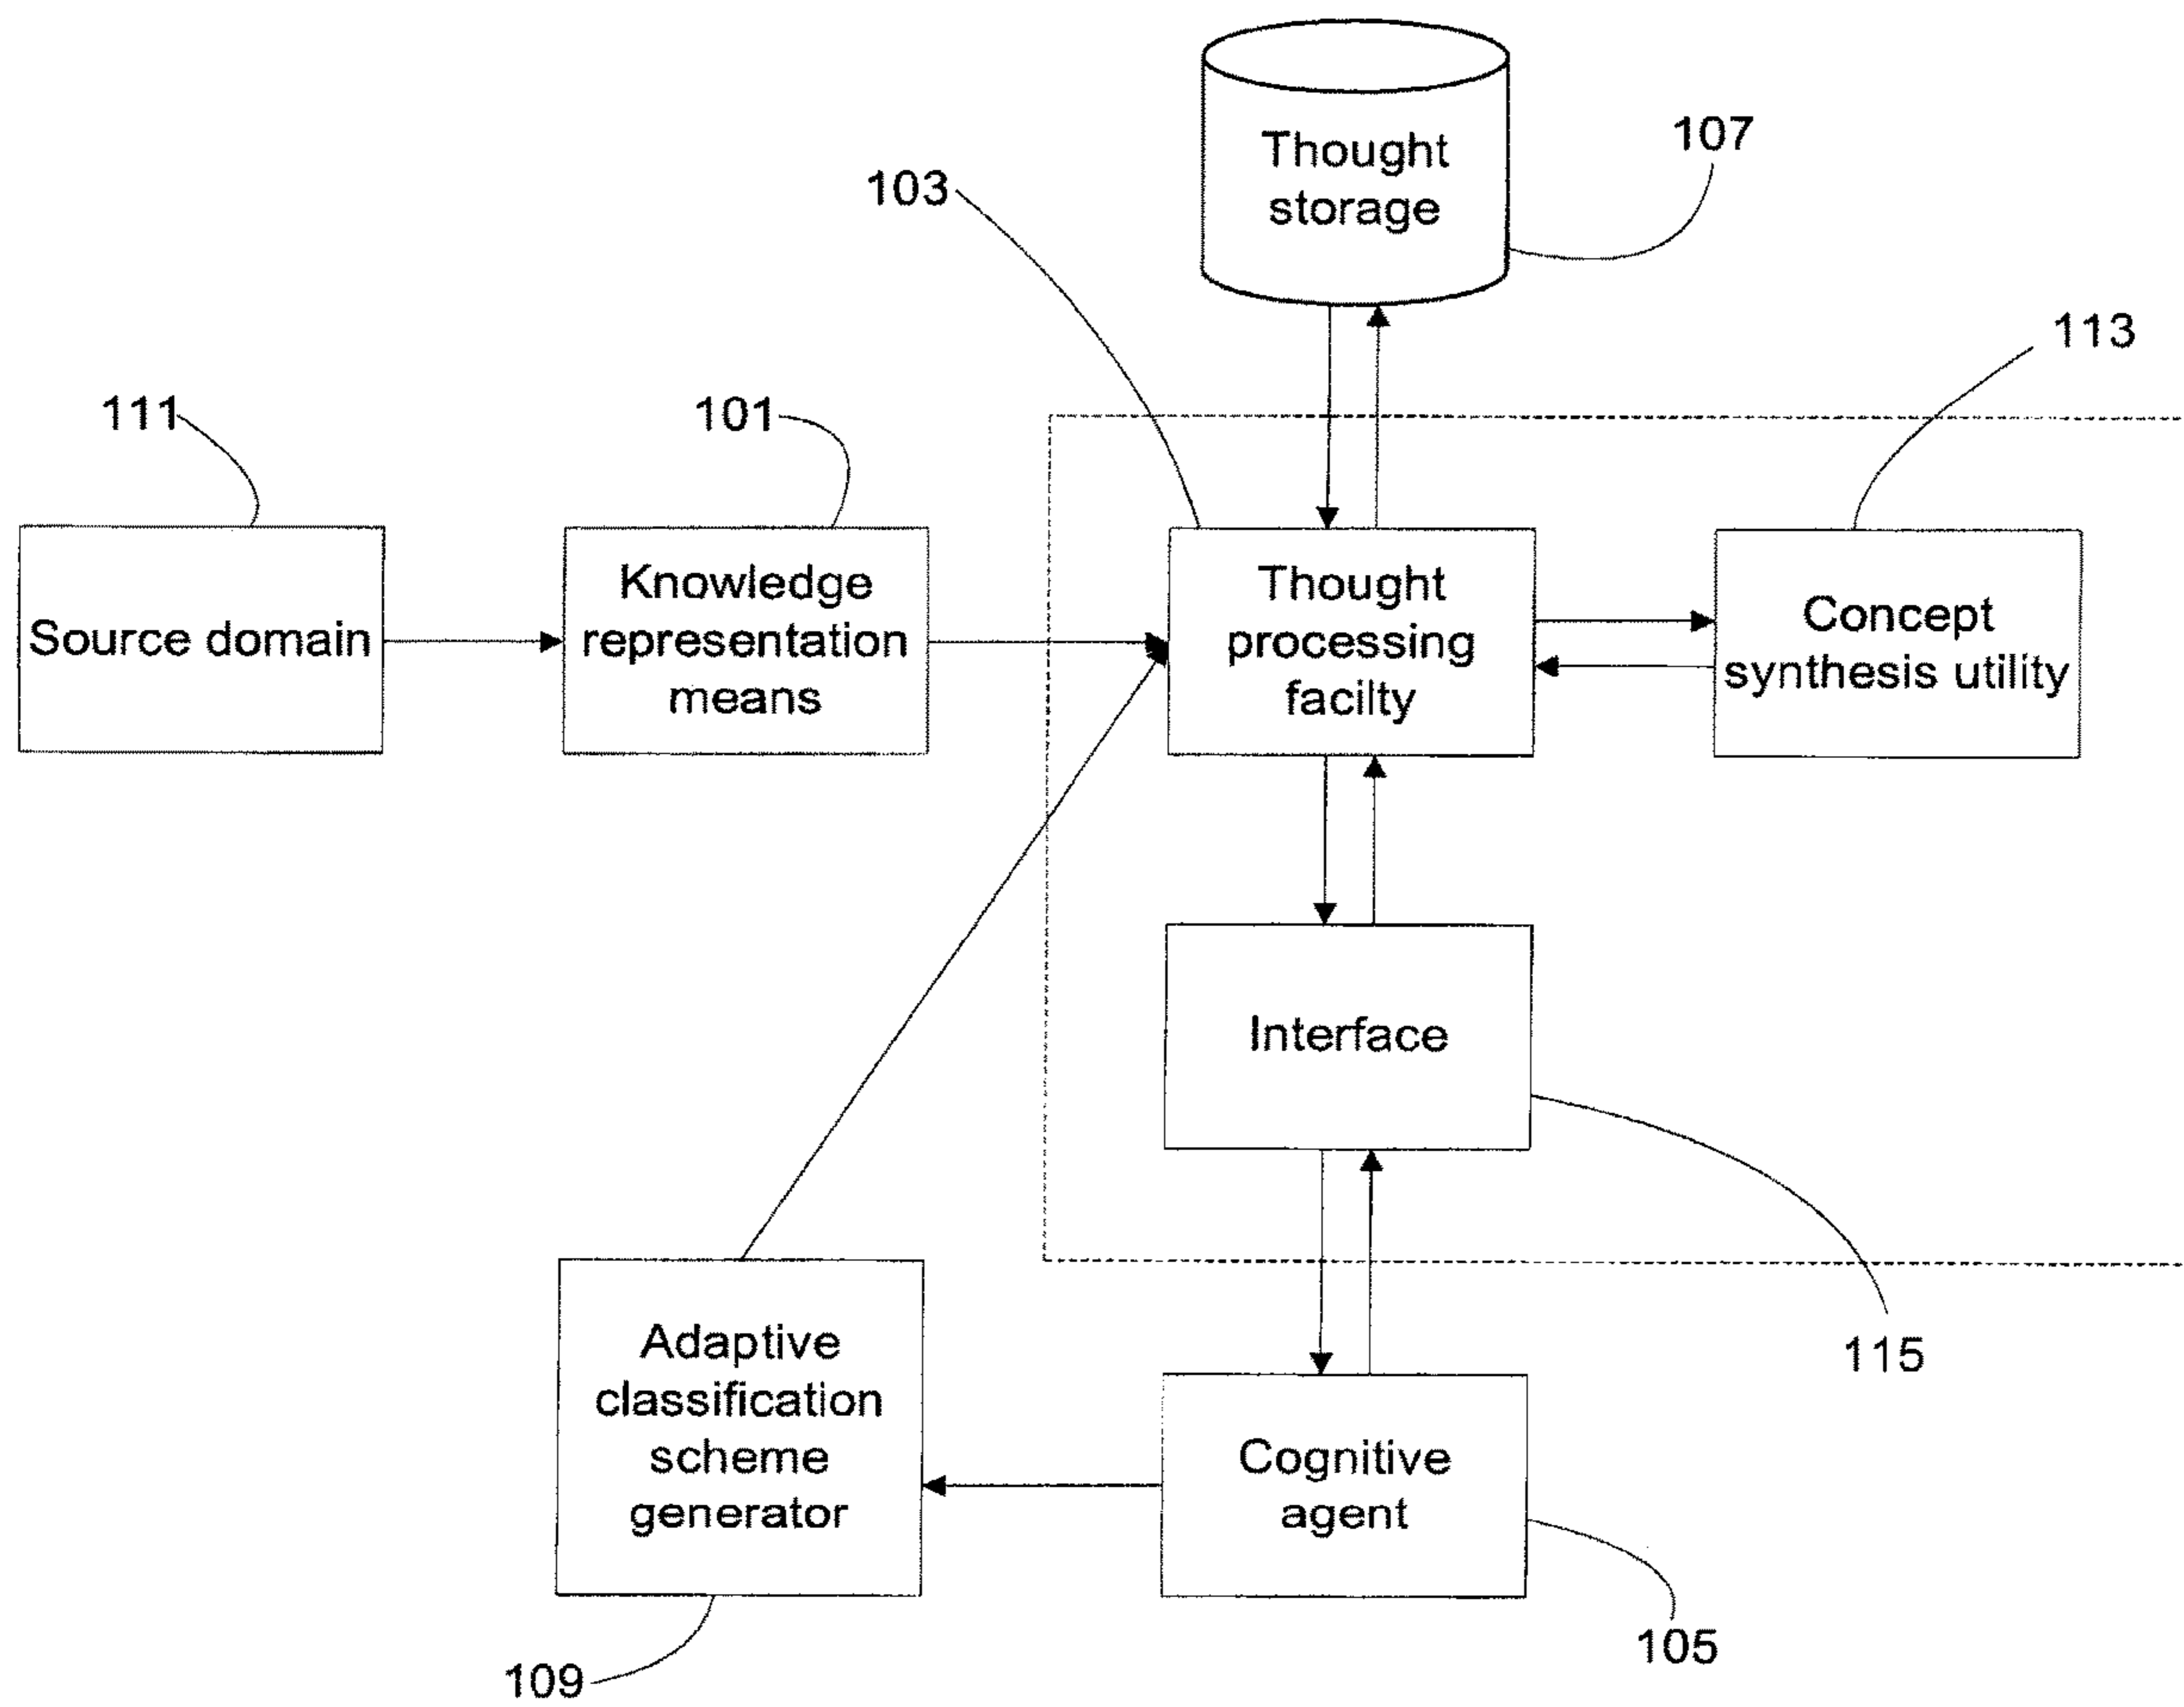 Thought
storage
107
103
113
111
101
Source domain
Knowledge
representation
means
Thought
processing
facilty
Concept
synthesis utility
Interface
115
Adaptive
classification
scheme
generator
Cognitive
agent
105
109